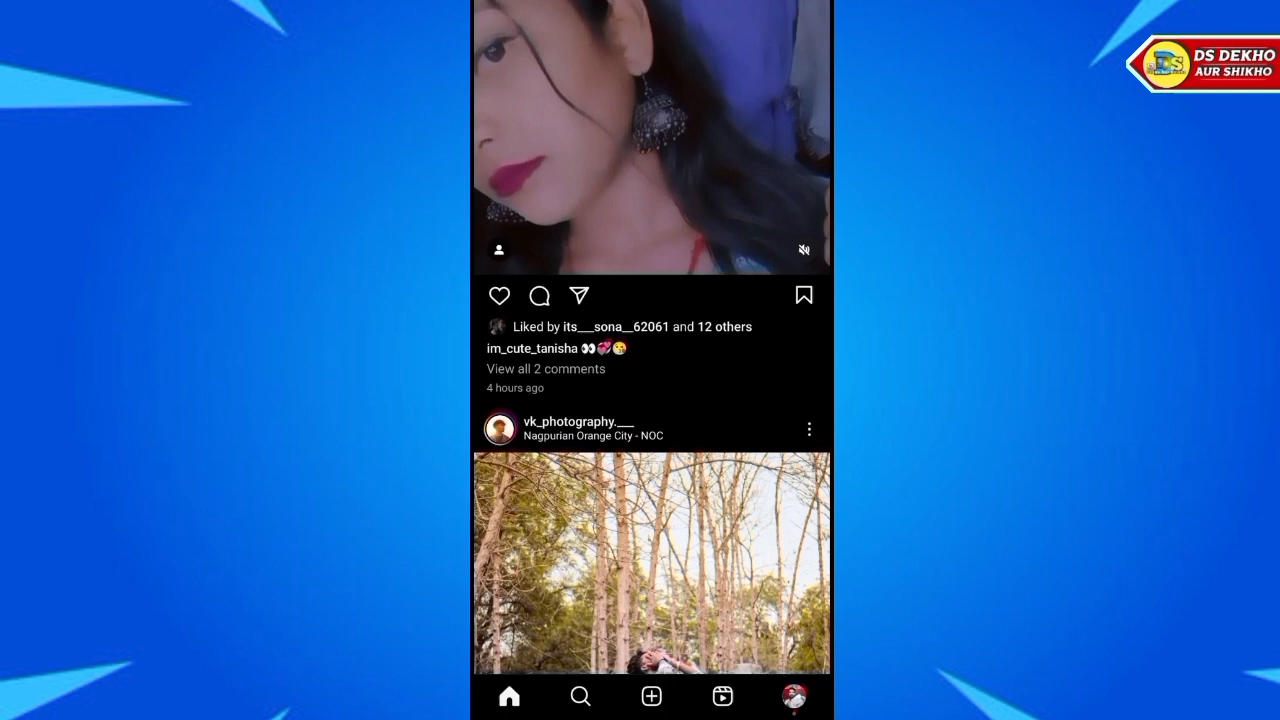 DS DEKHO
AUR SHIKHO
Liked by its___sona__62061 and 12 others
im_cute_tanisha 👀💞😘
View all 2 comments
4 hours ago
vk_photography.___
Nagpurian Orange City - NOC